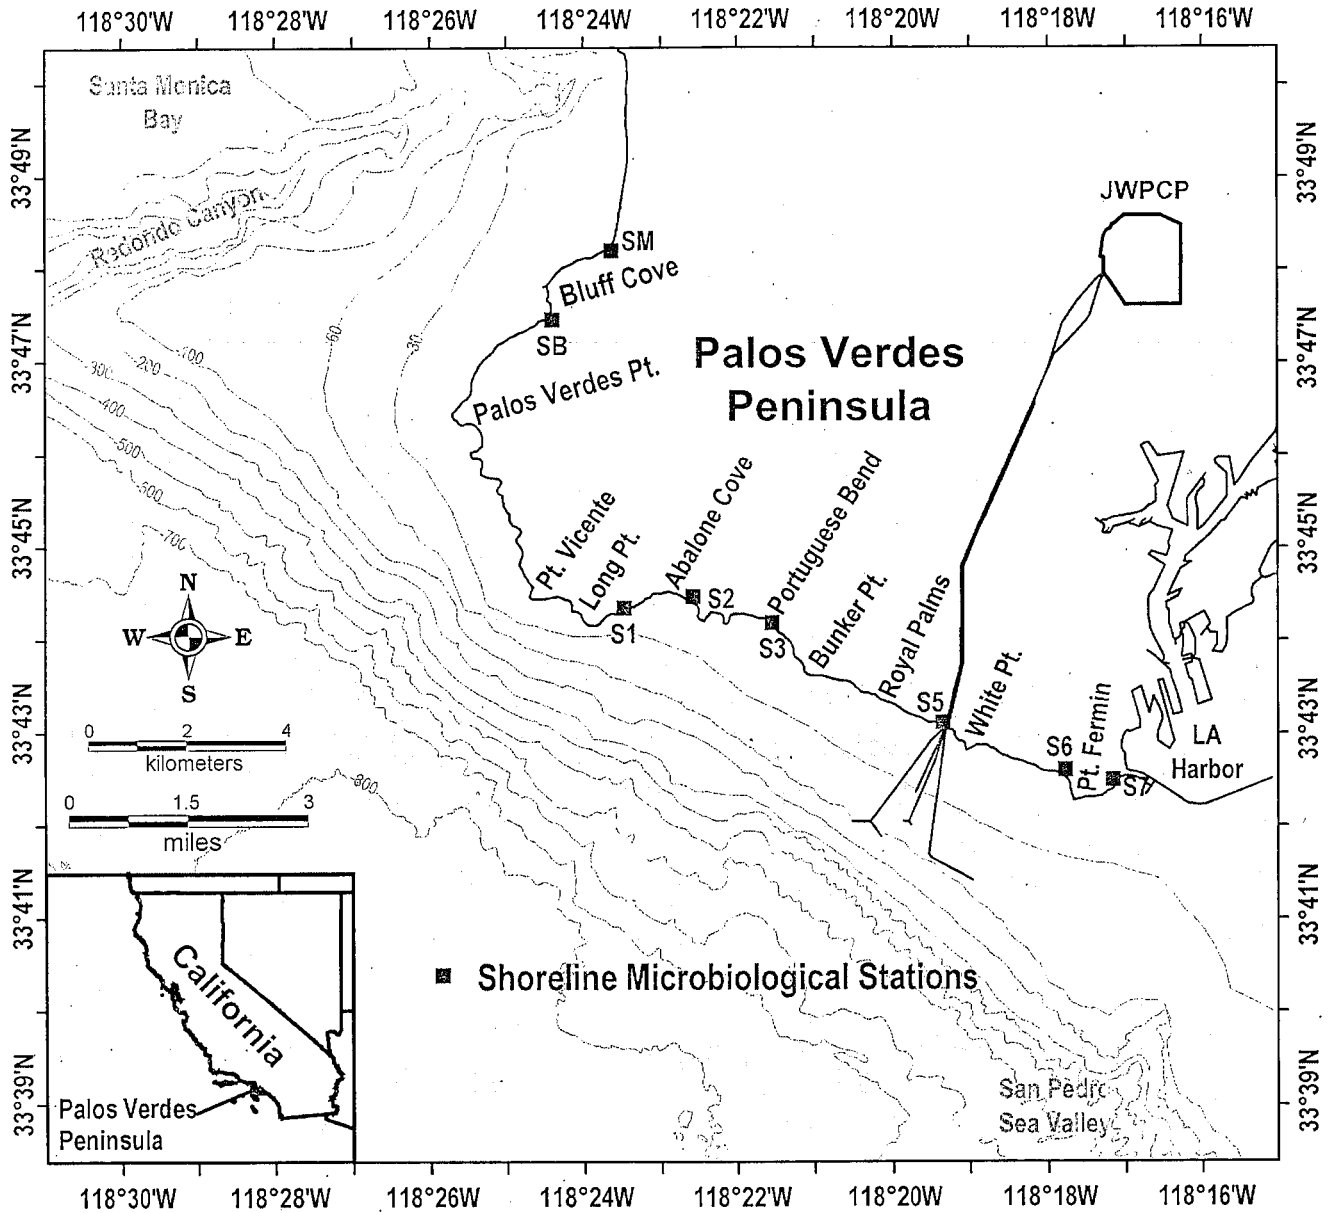 118°30'W 118°28'W 118°26'W 118°24'W 118°22'W 118°20'W 118°18'W 118°16'W
Santa Monica
Bay
33°49'N
33°49'N
JWPCP
Redondo Canyon
SM
Bluff Cove
SB
60
30
33°47'N
33°47'N
Palos Verdes
Peninsula
Palos Verdes Pt.
100
200
300
400
500
600
700
33°45'N
33°45'N
Pt. Vicente
Long Pt.
Abalone Cove
Portuguese Bend
Bunker Pt.
Royal Palms
White Pt.
Pt. Fermin
S1
S2
S3
S5
S6
S7
LA
Harbor
N
W E
S
33°43'N
33°43'N
0 2 4
kilometers
0 1.5 3
miles
800
33°41'N
33°41'N
California
Palos Verdes
Peninsula
Shoreline Microbiological Stations
33°39'N
33°39'N
San Pedro
Sea Valley
118°30'W 118°28'W 118°26'W 118°24'W 118°22'W 118°20'W 118°18'W 118°16'W